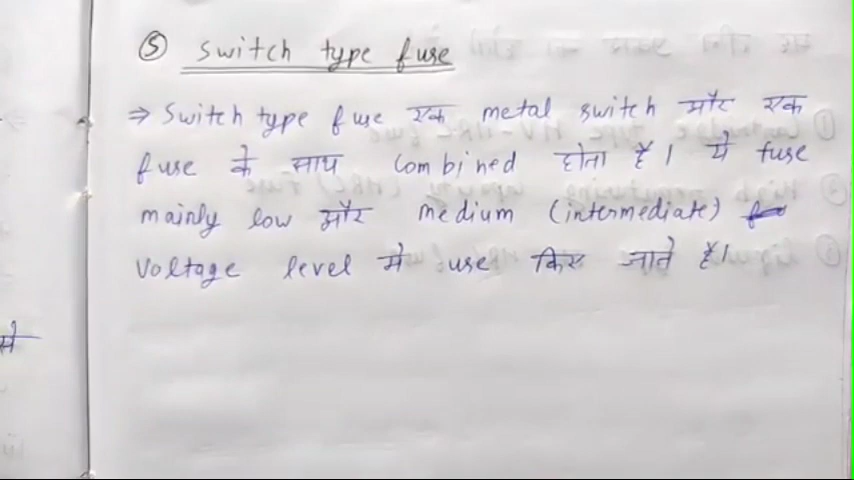 ⑤ Switch type fuse
⇒ Switch type fuse एक metal switch और एक
fuse के साथ combined होता है। ये fuse
mainly low और medium (intermediate)
voltage level में use किए जाते हैं।
से